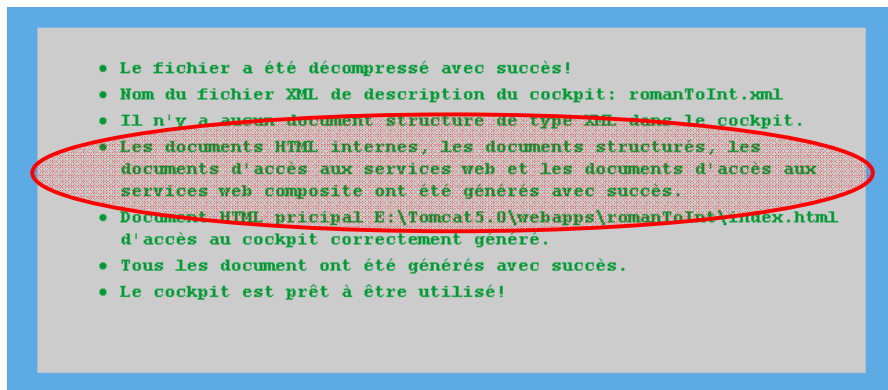 • Le fichier a été décompressé avec succès!
• Nom du fichier XML de description du cockpit: romanToInt.xml
• Il n'y a aucun document structuré de type XML dans le cockpit.
• Les documents HTML internes, les documents structurés, les
documents d'accès aux services web et les documents d'accès aux
services web composite ont été générés avec succès.
• Document HTML pricipal E:\Tomcat5.0\webapps\romanToInt\index.html
d'accès au cockpit correctement généré.
• Tous les document ont été générés avec succès.
• Le cockpit est prêt à être utilisé!